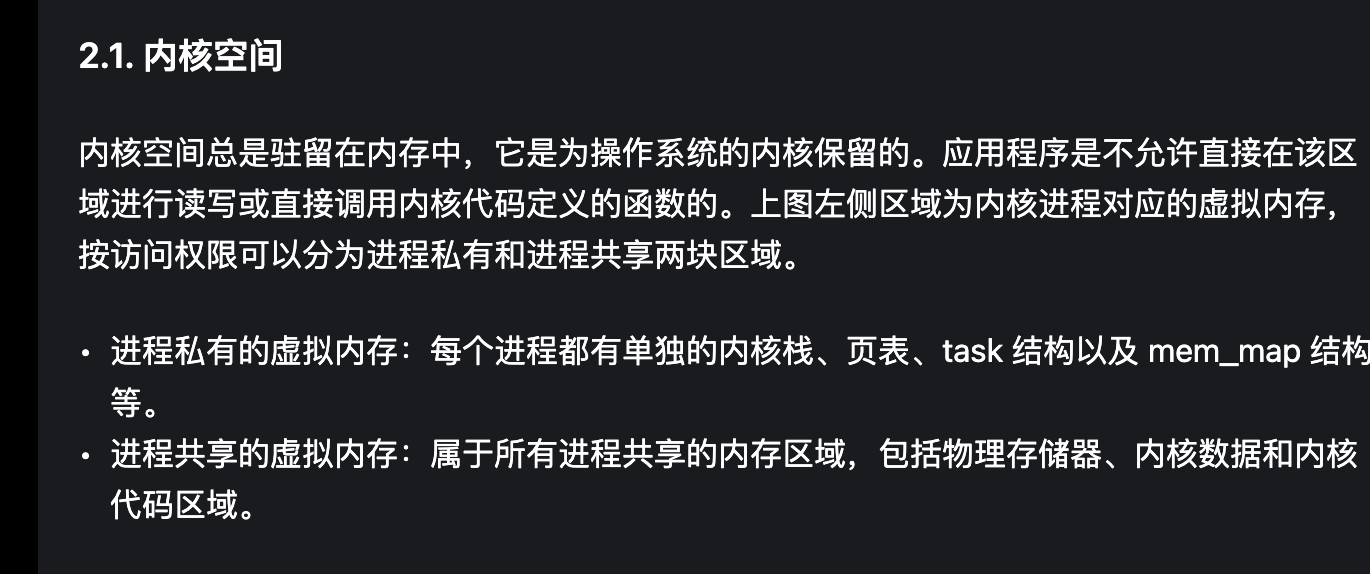 2.1. 内核空间
内核空间总是驻留在内存中，它是为操作系统的内核保留的。应用程序是不允许直接在该区
域进行读写或直接调用内核代码定义的函数的。上图左侧区域为内核进程对应的虚拟内存，
按访问权限可以分为进程私有和进程共享两块区域。
• 进程私有的虚拟内存：每个进程都有单独的内核栈、页表、task 结构以及 mem_map 结构
等。
• 进程共享的虚拟内存：属于所有进程共享的内存区域，包括物理存储器、内核数据和内核
代码区域。